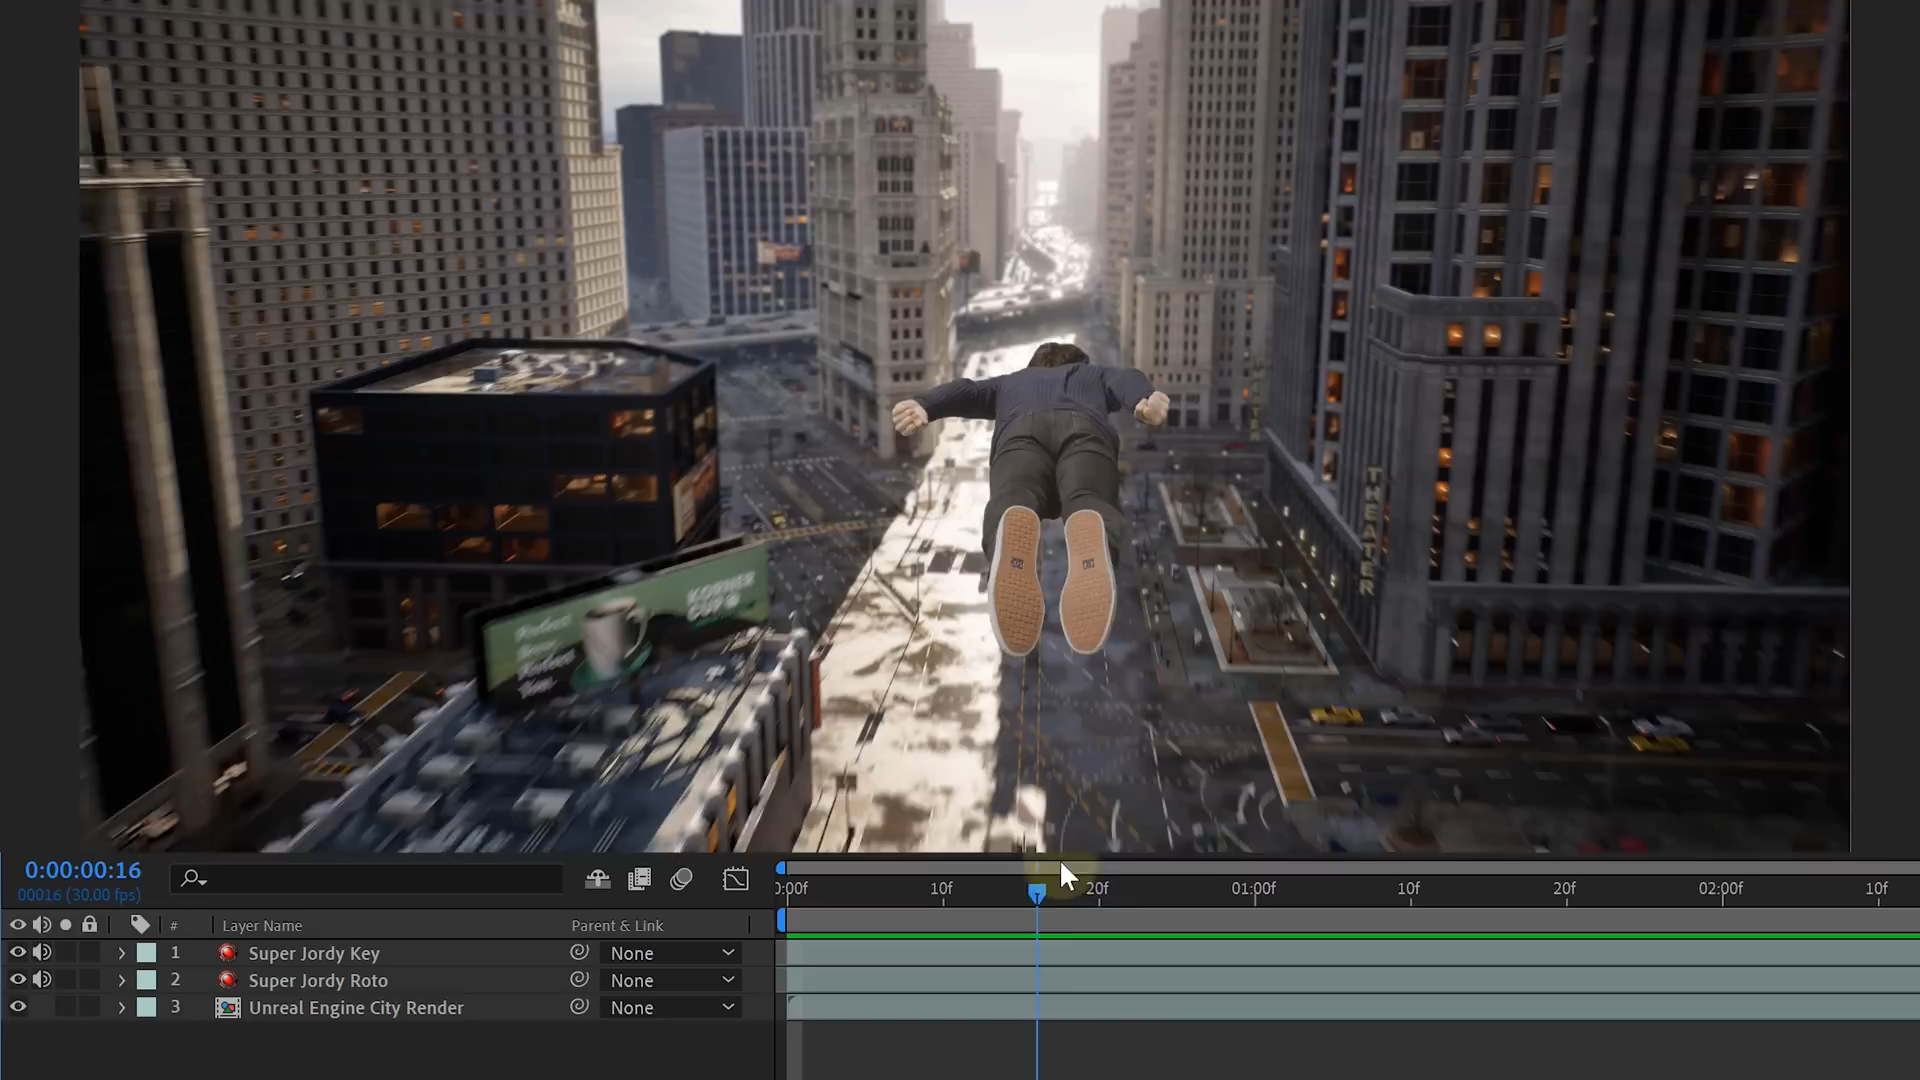 THEATER
KORNER
0:00:00:16
00016 (30.00 fps)
0:00f 10f 20f 01:00f 10f 20f 02:00f 10f
# Layer Name Parent & Link
1 Super Jordy Key None
2 Super Jordy Roto None
3 Unreal Engine City Render None